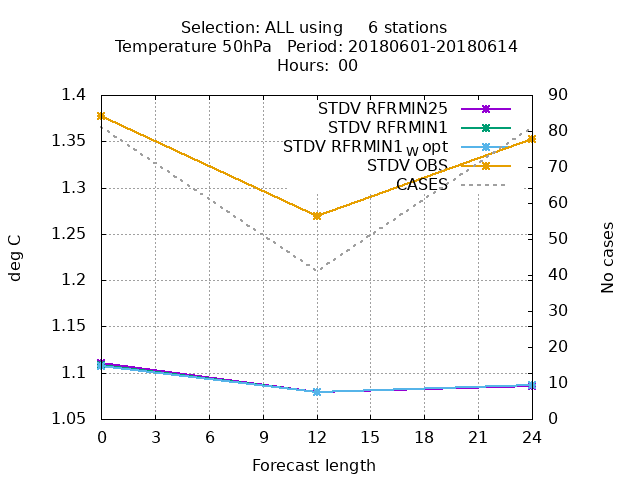 Selection: ALL using 6 stations
Temperature 50hPa Period: 20180601-20180614
Hours: 00
1.4
1.35
1.3
1.25
1.2
1.15
1.1
1.05
deg C
STDV RFRMIN25
STDV RFRMIN1
STDV RFRMIN1 W opt
STDV OBS
CASES
90
80
70
60
50
40
30
20
10
0
No cases
0 3 6 9 12 15 18 21 24
Forecast length